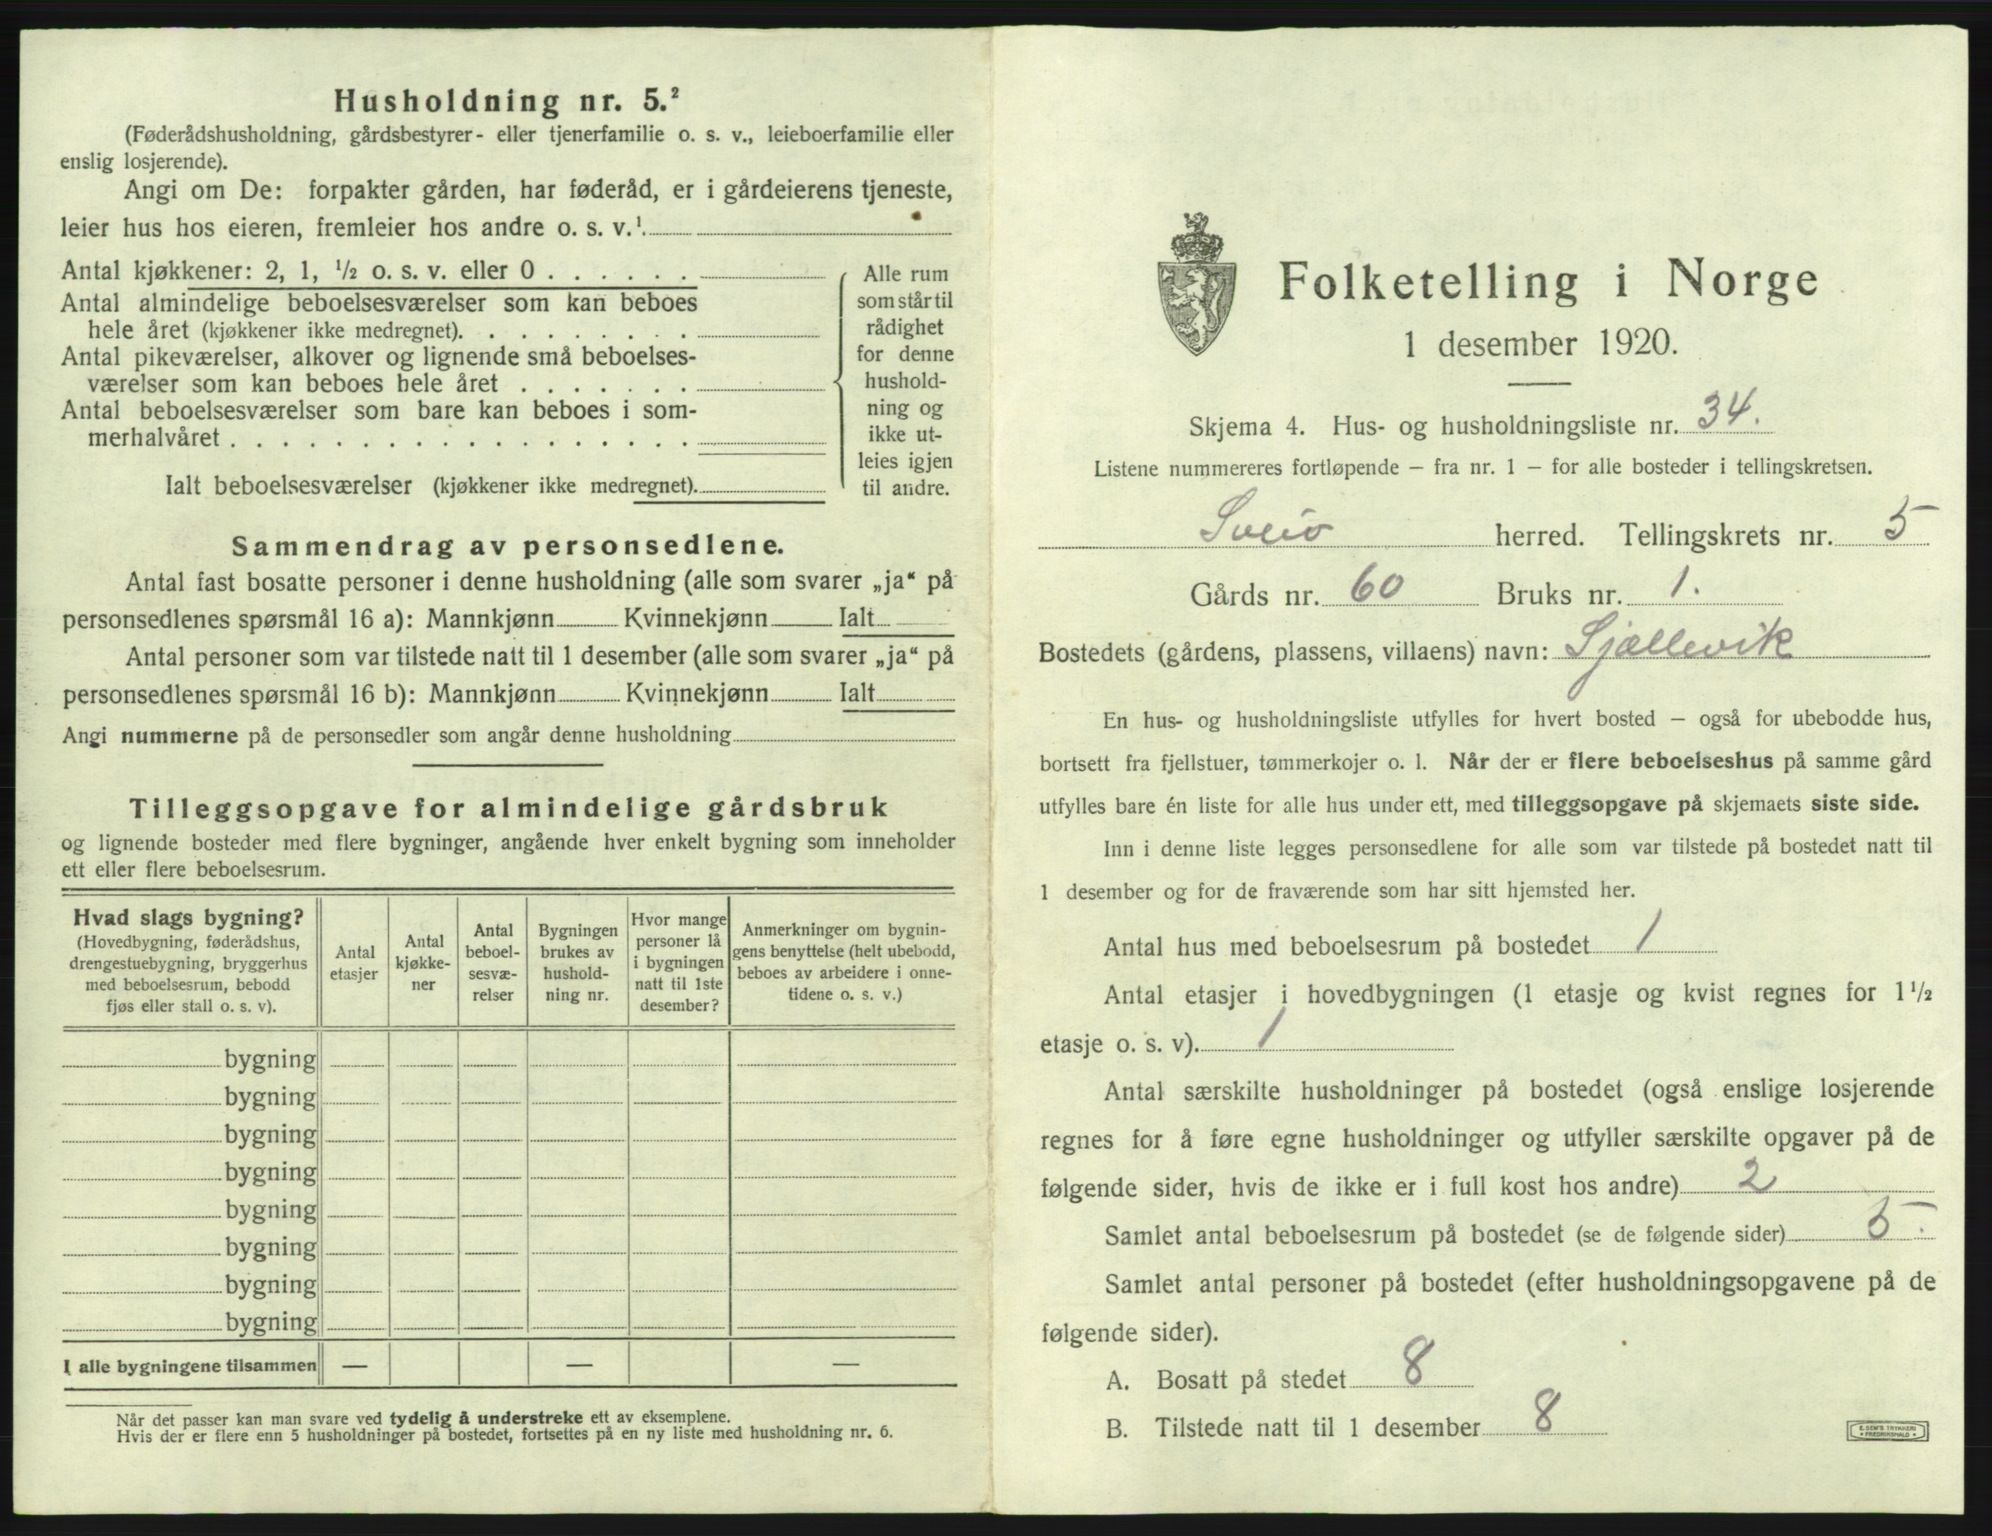 Husholdning nr. 5.²
(Føderådshusholdning, gårdsbestyrer- eller tjenerfamilie o. s. v., leieboerfamilie eller
enslig losjerende).
Angi om De: forpakter gården, har føderåd, er i gårdeierens tjeneste,
leier hus hos eieren, fremleier hos andre o. s. v.¹
Antal kjøkkener: 2, 1, ½ o. s. v. eller 0 . . . . . .
Antal almindelige beboelsesværelser som kan beboes
hele året (kjøkkener ikke medregnet). . . . . . . .
Antal pikeværelser, alkover og lignende små beboelses-
værelser som kan beboes hele året . . . . . . .
Antal beboelsesværelser som bare kan beboes i som-
merhalvåret . . . . . . . . . . . . . . . . . .
Ialt beboelsesværelser (kjøkkener ikke medregnet).
Alle rum
som står til
rådighet
for denne
hushold-
ning og
ikke ut-
leies igjen
til andre.
Sammendrag av personsedlene.
Antal fast bosatte personer i denne husholdning (alle som svarer „ja“ på
personsedlenes spørsmål 16 a): Mannkjønn Kvinnekjønn Ialt
Antal personer som var tilstede natt til 1 desember (alle som svarer „ja“ på
personsedlenes spørsmål 16 b): Mannkjønn Kvinnekjønn Ialt
Angi nummerne på de personsedler som angår denne husholdning
Tilleggsopgave for almindelige gårdsbruk
og lignende bosteder med flere bygninger, angående hver enkelt bygning som inneholder
ett eller flere beboelsesrum.
Hvad slags bygning?
(Hovedbygning, føderådshus,
drengestuebygning, bryggerhus
med beboelsesrum, bebodd
fjøs eller stall o. s. v).
Antal
etasjer
Antal
kjøkke-
ner
Antal
beboel-
sesvæ-
relser
Bygningen
brukes av
hushold-
ning nr.
Hvor mange
personer lå
i bygningen
natt til 1ste
desember?
Anmerkninger om bygnin-
gens benyttelse (helt ubebodd,
beboes av arbeidere i onne-
tidene o. s. v.)
bygning
bygning
bygning
bygning
bygning
bygning
bygning
bygning
I alle bygningene tilsammen — — —
Når det passer kan man svare ved tydelig å understreke ett av eksemplene.
Hvis der er flere enn 5 husholdninger på bostedet, fortsettes på en ny liste med husholdning nr. 6.
Folketelling i Norge
1 desember 1920.
Skjema 4. Hus- og husholdningsliste nr. 34.
Listene nummereres fortløpende — fra nr. 1 — for alle bosteder i tellingskretsen.
Sveio herred. Tellingskrets nr. 5
Gårds nr. 60 Bruks nr. 1.
Bostedets (gårdens, plassens, villaens) navn: Sjællevik
En hus- og husholdningsliste utfylles for hvert bosted — også for ubebodde hus,
bortsett fra fjellstuer, tømmerkojer o. l. Når der er flere beboelseshus på samme gård
utfylles bare én liste for alle hus under ett, med tilleggsopgave på skjemaets siste side.
Inn i denne liste legges personsedlene for alle som var tilstede på bostedet natt til
1 desember og for de fraværende som har sitt hjemsted her.
Antal hus med beboelsesrum på bostedet 1
Antal etasjer i hovedbygningen (1 etasje og kvist regnes for 1½
etasje o. s. v). 1
Antal særskilte husholdninger på bostedet (også enslige losjerende
regnes for å føre egne husholdninger og utfyller særskilte opgaver på de
følgende sider, hvis de ikke er i full kost hos andre) 2
Samlet antal beboelsesrum på bostedet (se de følgende sider) 5.
Samlet antal personer på bostedet (efter husholdningsopgavene på de
følgende sider).
A. Bosatt på stedet 8
B. Tilstede natt til 1 desember 8
E. SEM'S TRYKKERI
• FREDRIKSHALD •